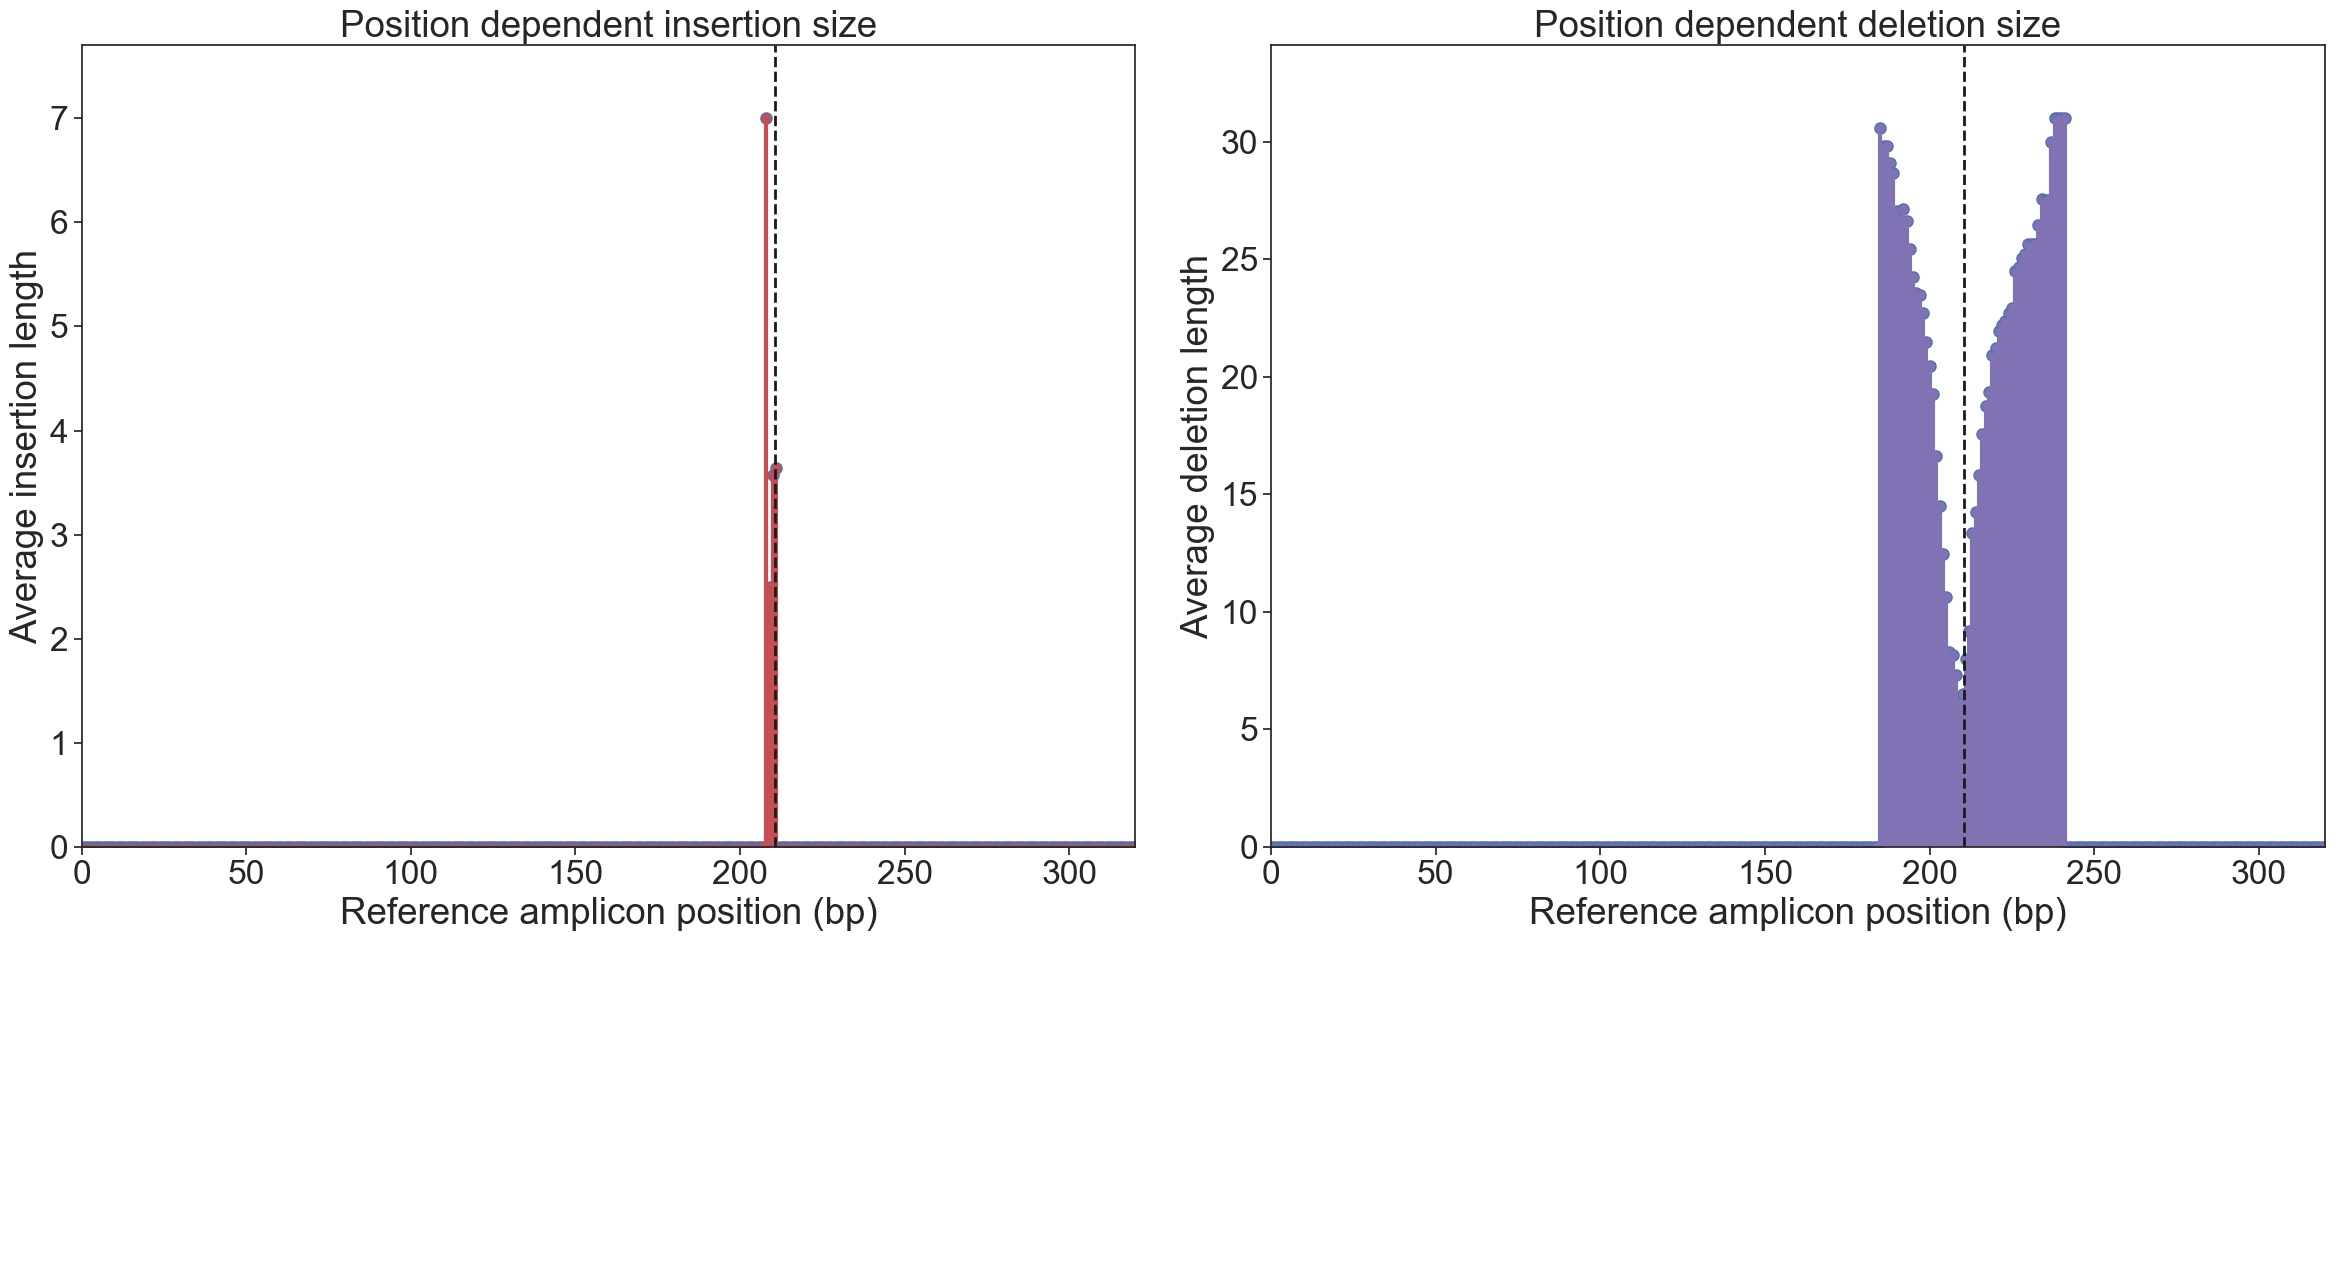 Position dependent insertion size
Average insertion length
7
6
5
4
3
2
1
0
0 50 100 150 200 250 300
Reference amplicon position (bp)
Position dependent deletion size
Average deletion length
30
25
20
15
10
5
0
0 50 100 150 200 250 300
Reference amplicon position (bp)